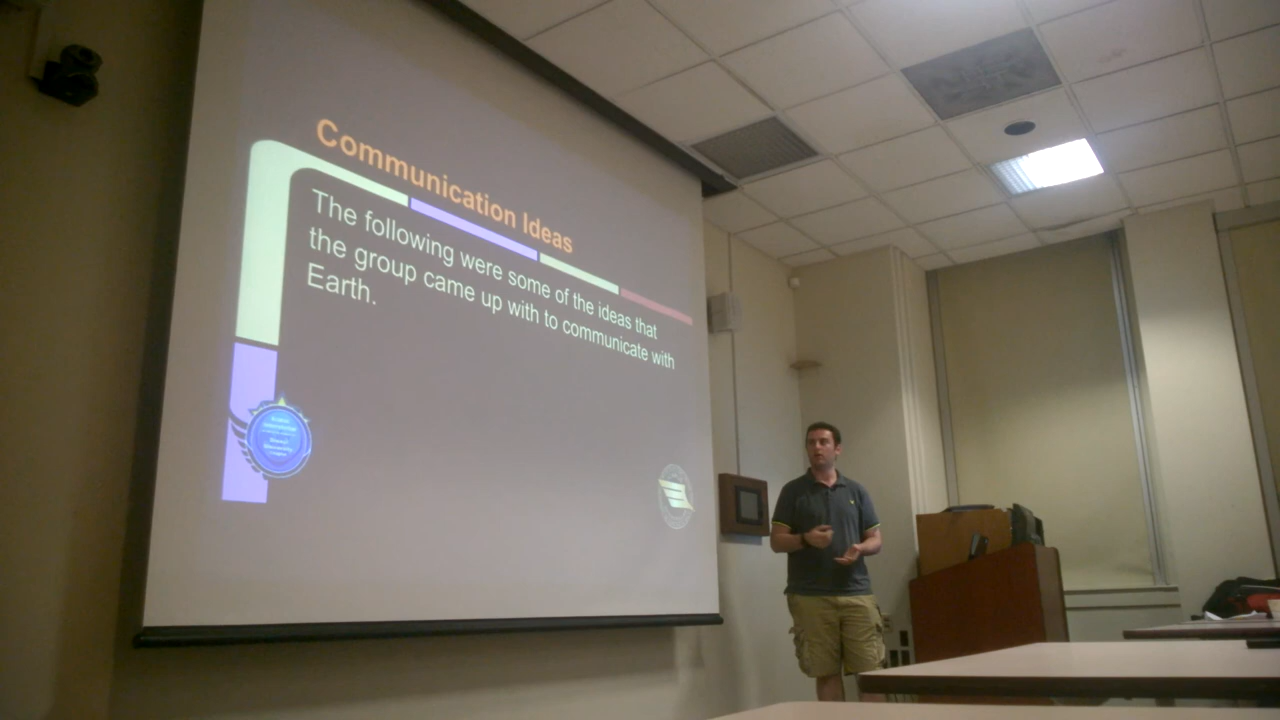 Communication Ideas
The following were some of the ideas that
the group came up with to communicate with
Earth.